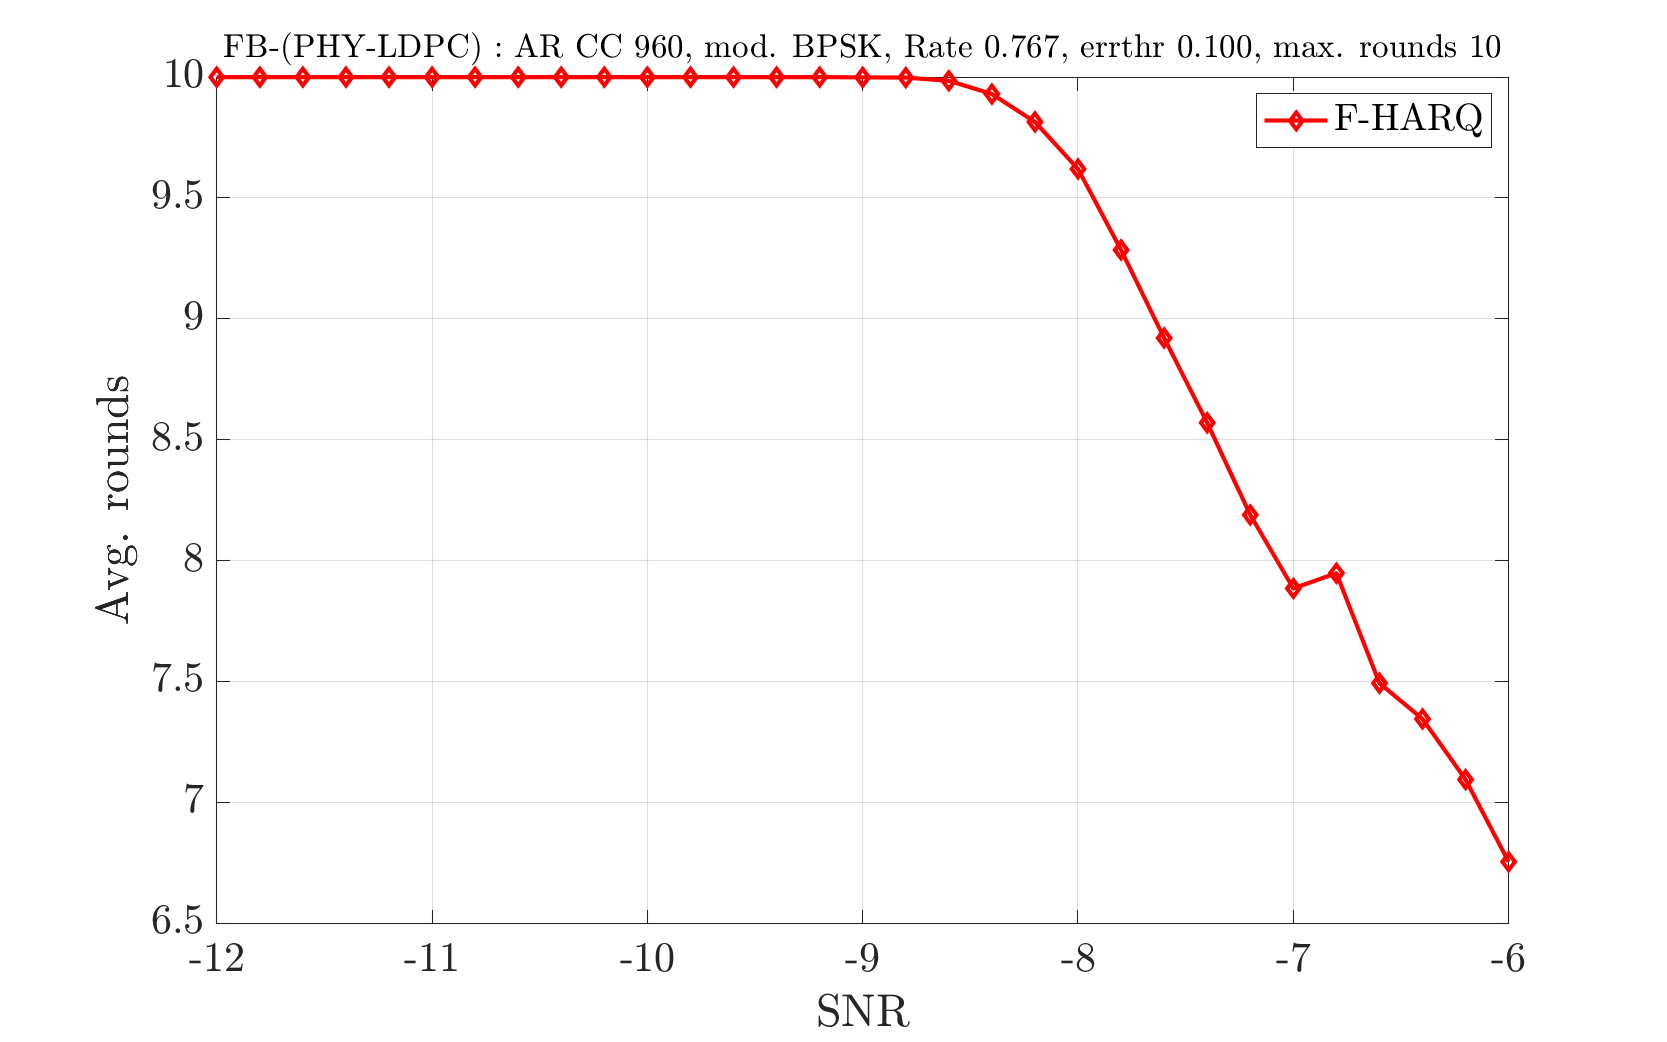 FB-(PHY-LDPC) : AR CC 960, mod. BPSK, Rate 0.767, errthr 0.100, max. rounds 10
F-HARQ
Avg. rounds
10
9.5
9
8.5
8
7.5
7
6.5
-12 -11 -10 -9 -8 -7 -6
SNR